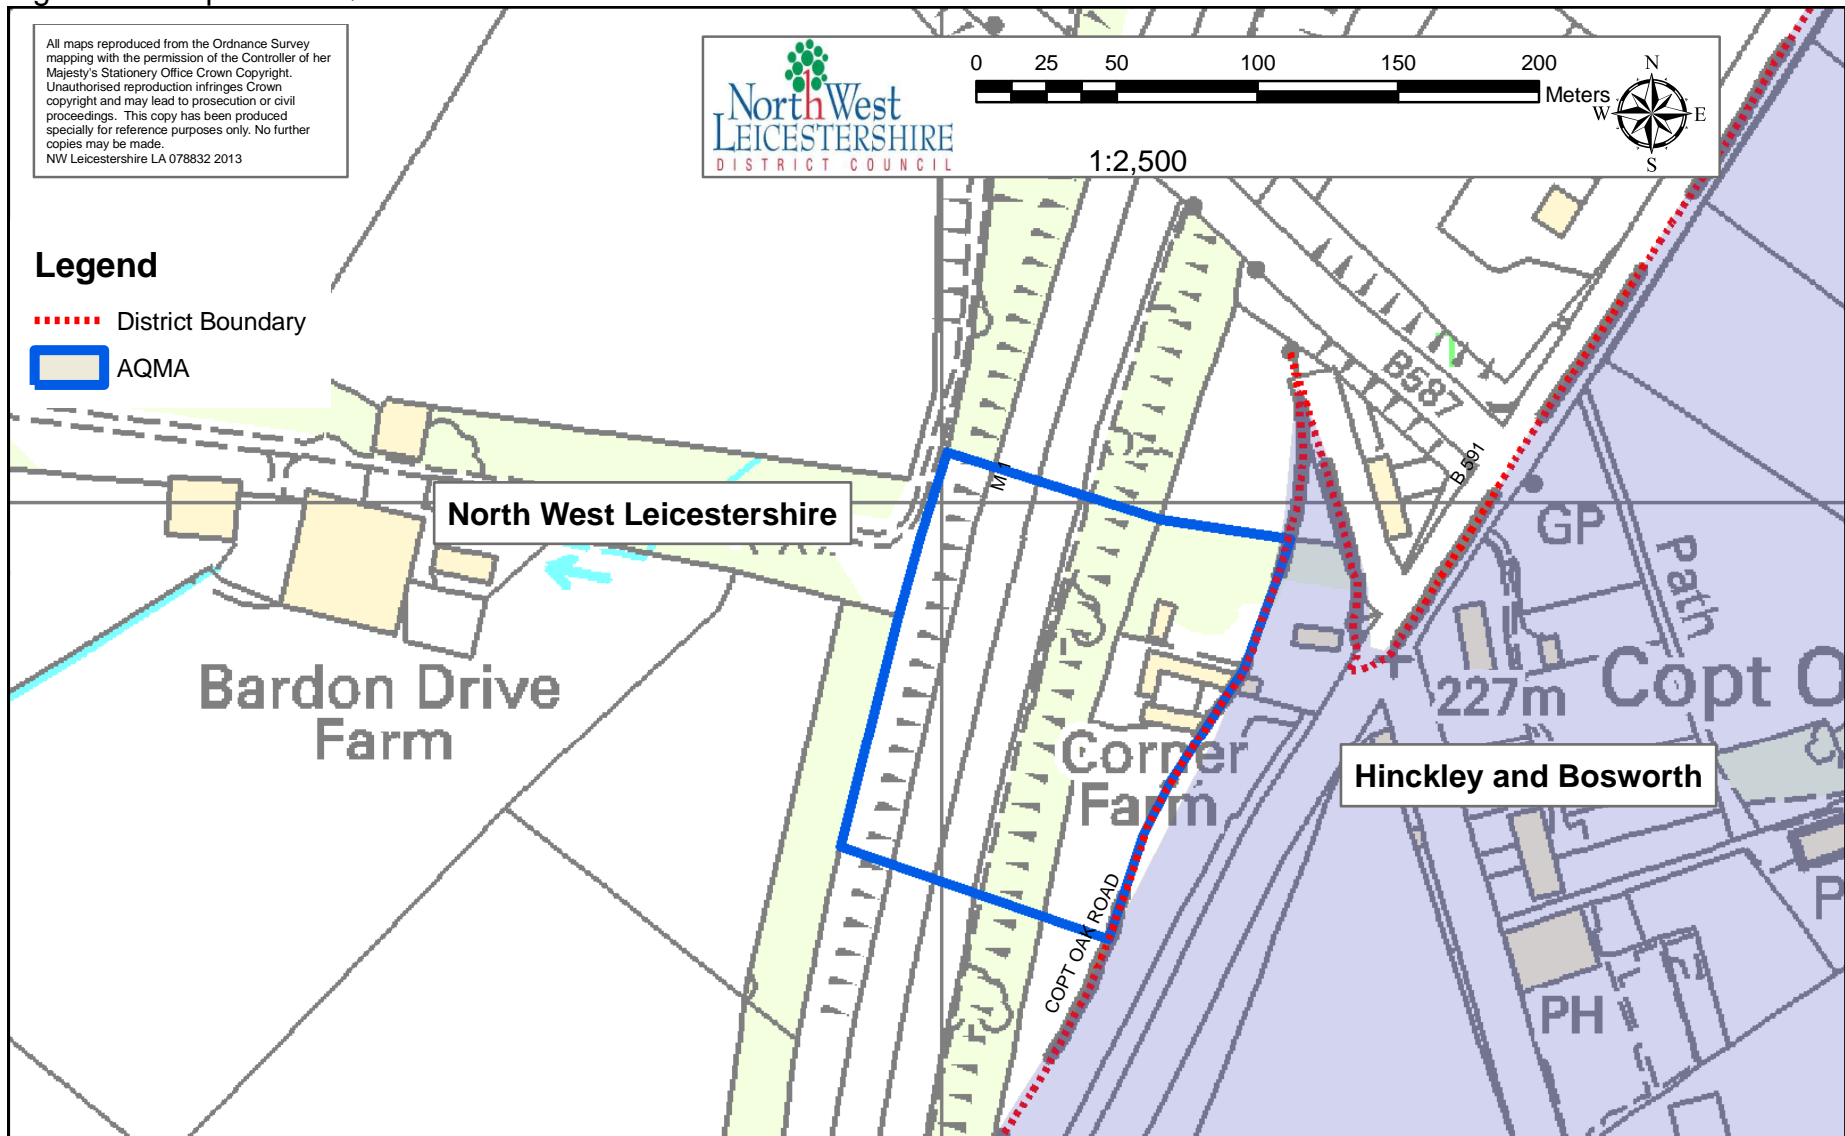 All maps reproduced from the Ordnance Survey
mapping with the permission of the Controller of her
Majesty's Stationery Office Crown Copyright.
Unauthorised reproduction infringes Crown
copyright and may lead to prosecution or civil
proceedings. This copy has been produced
specially for reference purposes only. No further
copies may be made.
NW Leicestershire LA 078832 2013
North West
LEICESTERSHIRE
DISTRICT COUNCIL
0 25 50 100 150 200
Meters
1:2,500
N
W E
S
Legend
District Boundary
AQMA
B587
B 591
M 1
North West Leicestershire
GP
Path
Bardon Drive
Farm
Corner
Farm
227m
Copt O
Hinckley and Bosworth
COPT OAK ROAD
P
PH